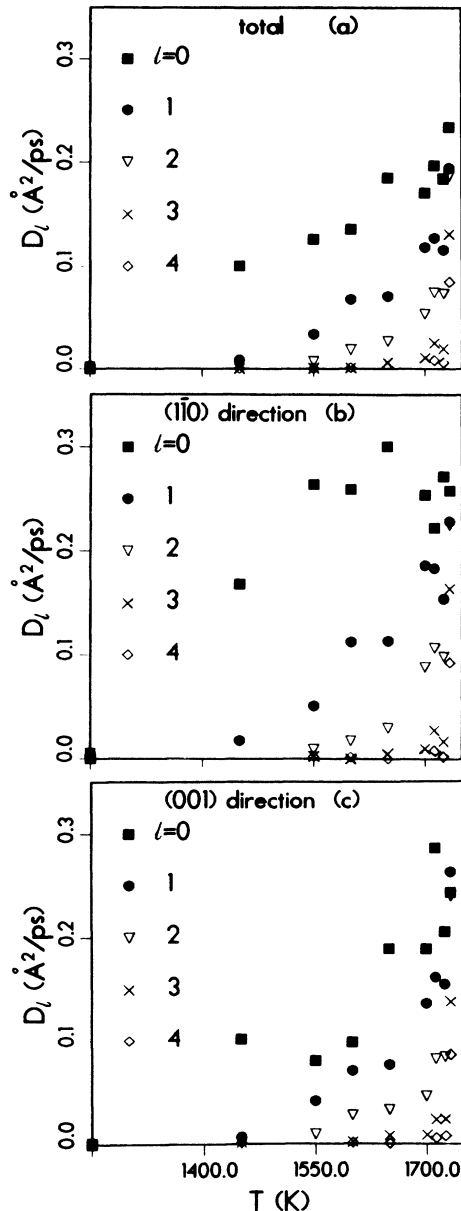 total (a)
l=0
1
2
3
4
0.3
0.2
0.1
0.0
D_l (Å²/ps)
(11̄0) direction (b)
l=0
1
2
3
4
0.3
0.2
0.1
0.0
D_l (Å²/ps)
(001) direction (c)
l=0
1
2
3
4
0.3
0.2
0.1
0.0
D_l (Å²/ps)
1400.0 1550.0 1700.0
T (K)